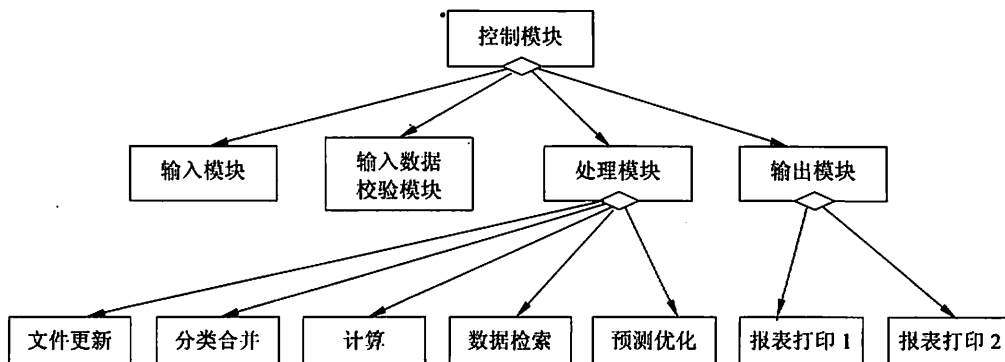 控制模块
输入模块
输入数据
校验模块
处理模块
输出模块
文件更新
分类合并
计算
数据检索
预测优化
报表打印 1
报表打印 2